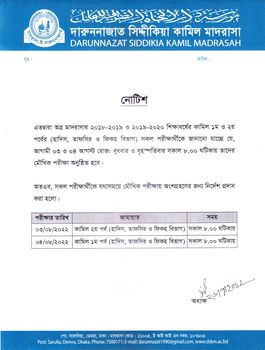 দারুননাজাত সিদ্দীকিয়া কামিল মাদরাসা
DARUNNAZAT SIDDIKIA KAMIL MADRASAH
সূত্র :
তারিখ :
নোটিশ
এতদ্বারা অত্র মাদরাসার ২০১৮-২০১৯ ও ২০১৯-২০২০ শিক্ষাবর্ষের কামিল ১ম ও ২য়
পর্বের (হাদিস, তাফসির ও ফিকহ বিভাগ) সকল পরীক্ষার্থীকে জানানো যাচ্ছে যে,
আগামী ০৩ ও ০৪ আগস্ট রোজ: বুধবার ও বৃহস্পতিবার সকাল ৮.০০ ঘটিকায় তাদের
মৌখিক পরীক্ষা অনুষ্ঠিত হবে।
অতএব, সকল পরীক্ষার্থীকে যথাসময়ে মৌখিক পরীক্ষায় অংশগ্রহণের জন্য নির্দেশ প্রদান
করা হলো।
পরীক্ষার তারিখ জামায়াত সময়
০৩/০৮/২০২২ কামিল ২য় পর্ব (হাদিস, তাফসির ও ফিকহ বিভাগ) সকাল ৮.০০ ঘটিকায়
০৪/০৮/২০২২ কামিল ১ম পর্ব (হাদিস, তাফসির ও ফিকহ বিভাগ) সকাল ৮.০০ ঘটিকায়
অধ্যক্ষ
Post: Sarulia, Demra, Dhaka, Phone: 7500171; E-mail: darunnazat1990@gmail.com, www.dskm.ac.bd